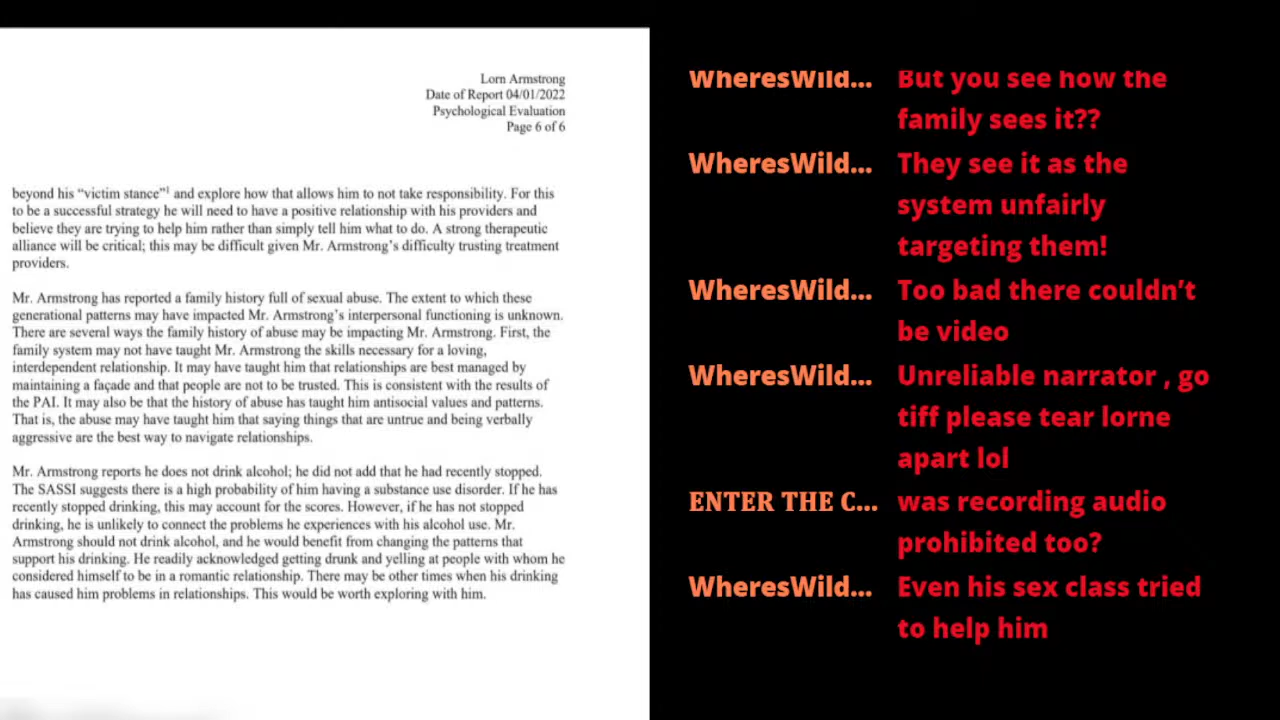 Lorn Armstrong
Date of Report 04/01/2022
Psychological Evaluation
Page 6 of 6
beyond his “victim stance”¹ and explore how that allows him to not take responsibility. For this
to be a successful strategy he will need to have a positive relationship with his providers and
believe they are trying to help him rather than simply tell him what to do. A strong therapeutic
alliance will be critical; this may be difficult given Mr. Armstrong’s difficulty trusting treatment
providers.
Mr. Armstrong has reported a family history full of sexual abuse. The extent to which these
generational patterns may have impacted Mr. Armstrong’s interpersonal functioning is unknown.
There are several ways the family history of abuse may be impacting Mr. Armstrong. First, the
family system may not have taught Mr. Armstrong the skills necessary for a loving,
interdependent relationship. It may have taught him that relationships are best managed by
maintaining a façade and that people are not to be trusted. This is consistent with the results of
the PAI. It may also be that the history of abuse has taught him antisocial values and patterns.
That is, the abuse may have taught him that saying things that are untrue and being verbally
aggressive are the best way to navigate relationships.
Mr. Armstrong reports he does not drink alcohol; he did not add that he had recently stopped.
The SASSI suggests there is a high probability of him having a substance use disorder. If he has
recently stopped drinking, this may account for the scores. However, if he has not stopped
drinking, he is unlikely to connect the problems he experiences with his alcohol use. Mr.
Armstrong should not drink alcohol, and he would benefit from changing the patterns that
support his drinking. He readily acknowledged getting drunk and yelling at people with whom he
considered himself to be in a romantic relationship. There may be other times when his drinking
has caused him problems in relationships. This would be worth exploring with him.
WheresWild... But you see how the
family sees it??
WheresWild... They see it as the
system unfairly
targeting them!
WheresWild... Too bad there couldn’t
be video
WheresWild... Unreliable narrator , go
tiff please tear lorne
apart lol
ENTER THE C... was recording audio
prohibited too?
WheresWild... Even his sex class tried
to help him